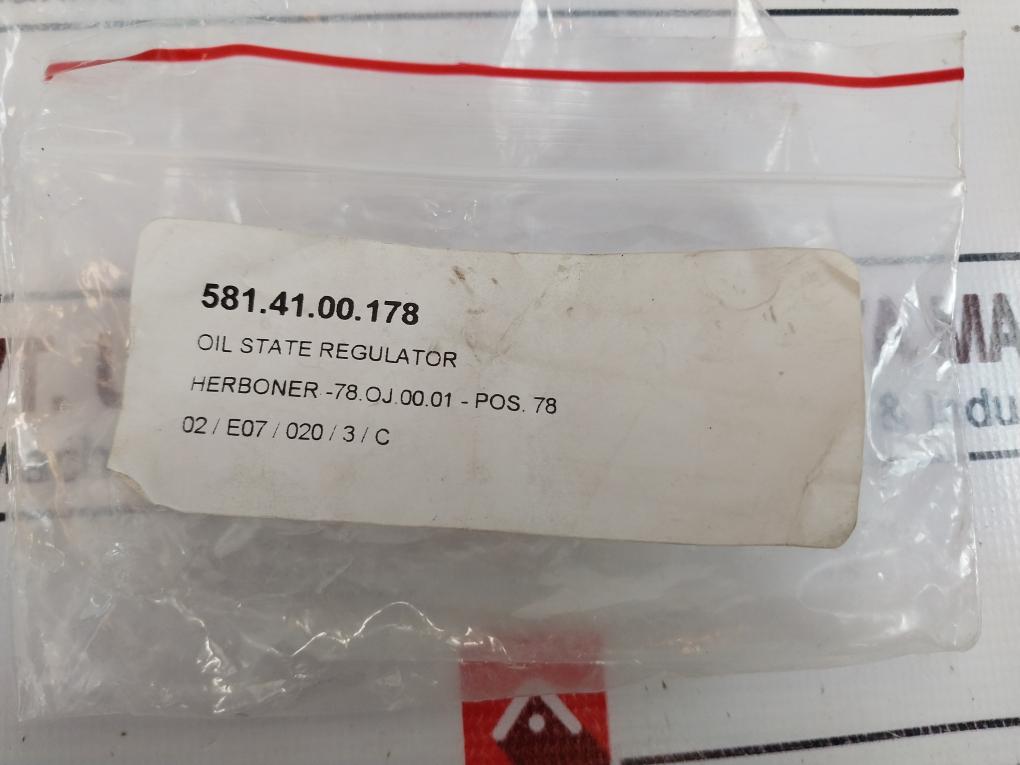 581.41.00.178
OIL STATE REGULATOR
HERBONER -78.OJ.00.01 - POS. 78
02 / E07 / 020 / 3 / C